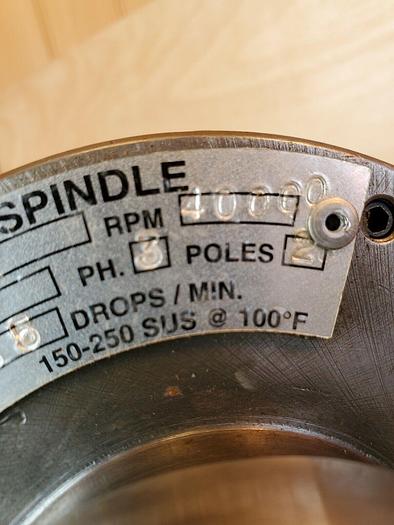 SPINDLE
RPM 40000
PH. 3 POLES 2
5 DROPS / MIN.
150-250 SUS @ 100°F